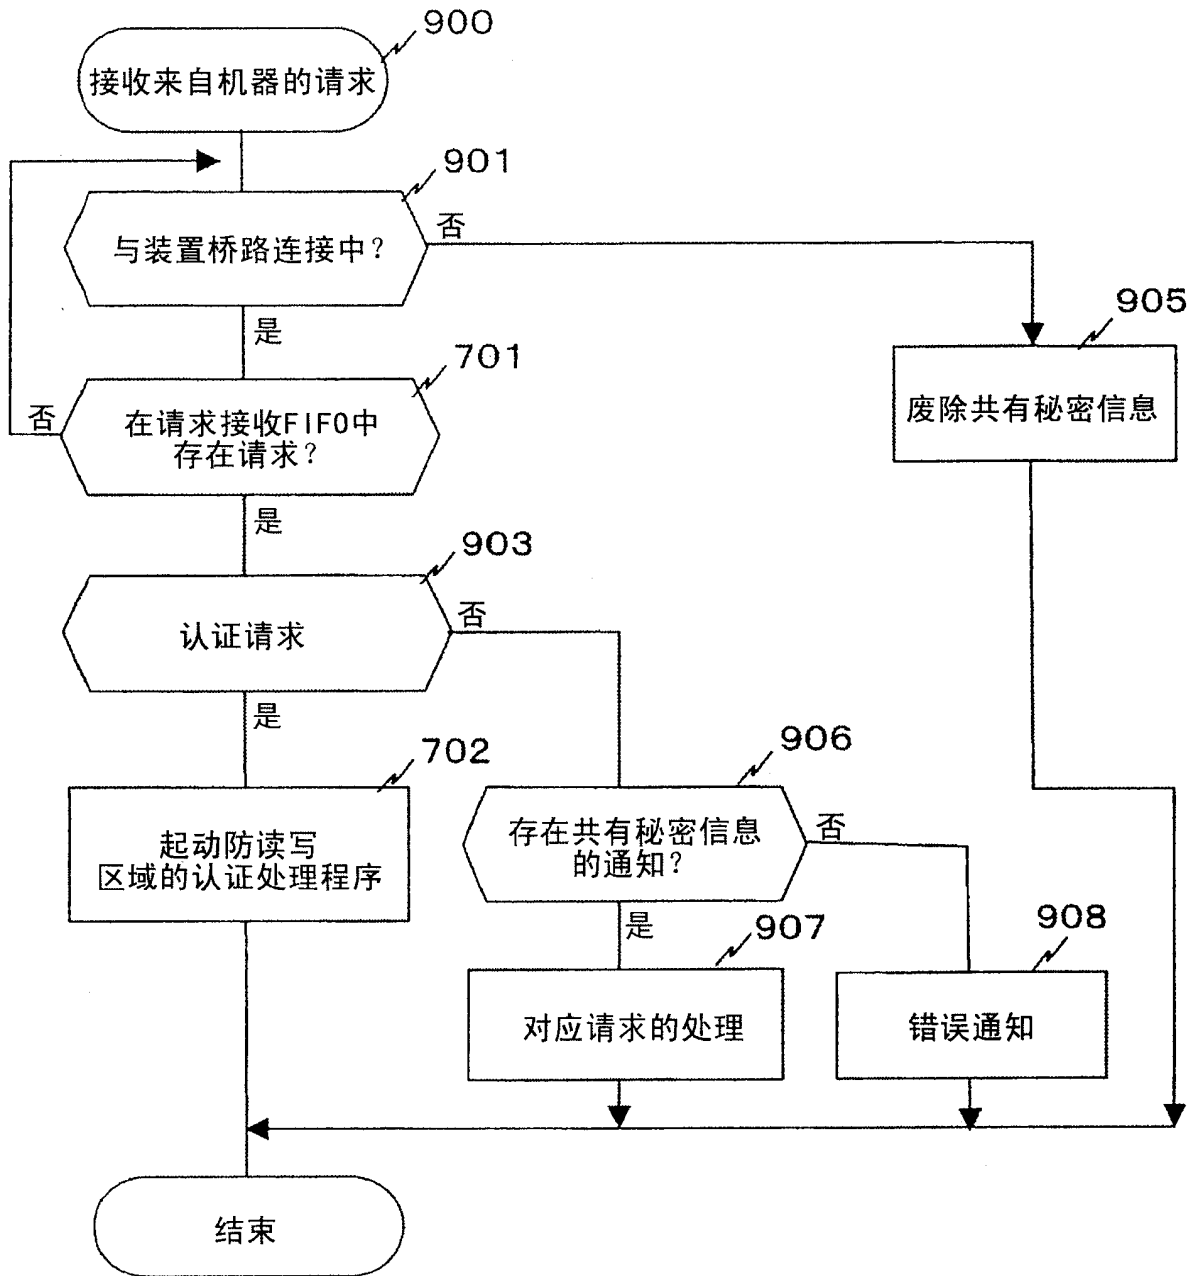 900
接收来自机器的请求
901
与装置桥路连接中?
否
是
905
废除共有秘密信息
701
在请求接收FIFO中
存在请求?
否
是
903
认证请求
否
是
702
起动防读写
区域的认证处理程序
906
存在共有秘密信息
的通知?
否
是
907
对应请求的处理
908
错误通知
结束